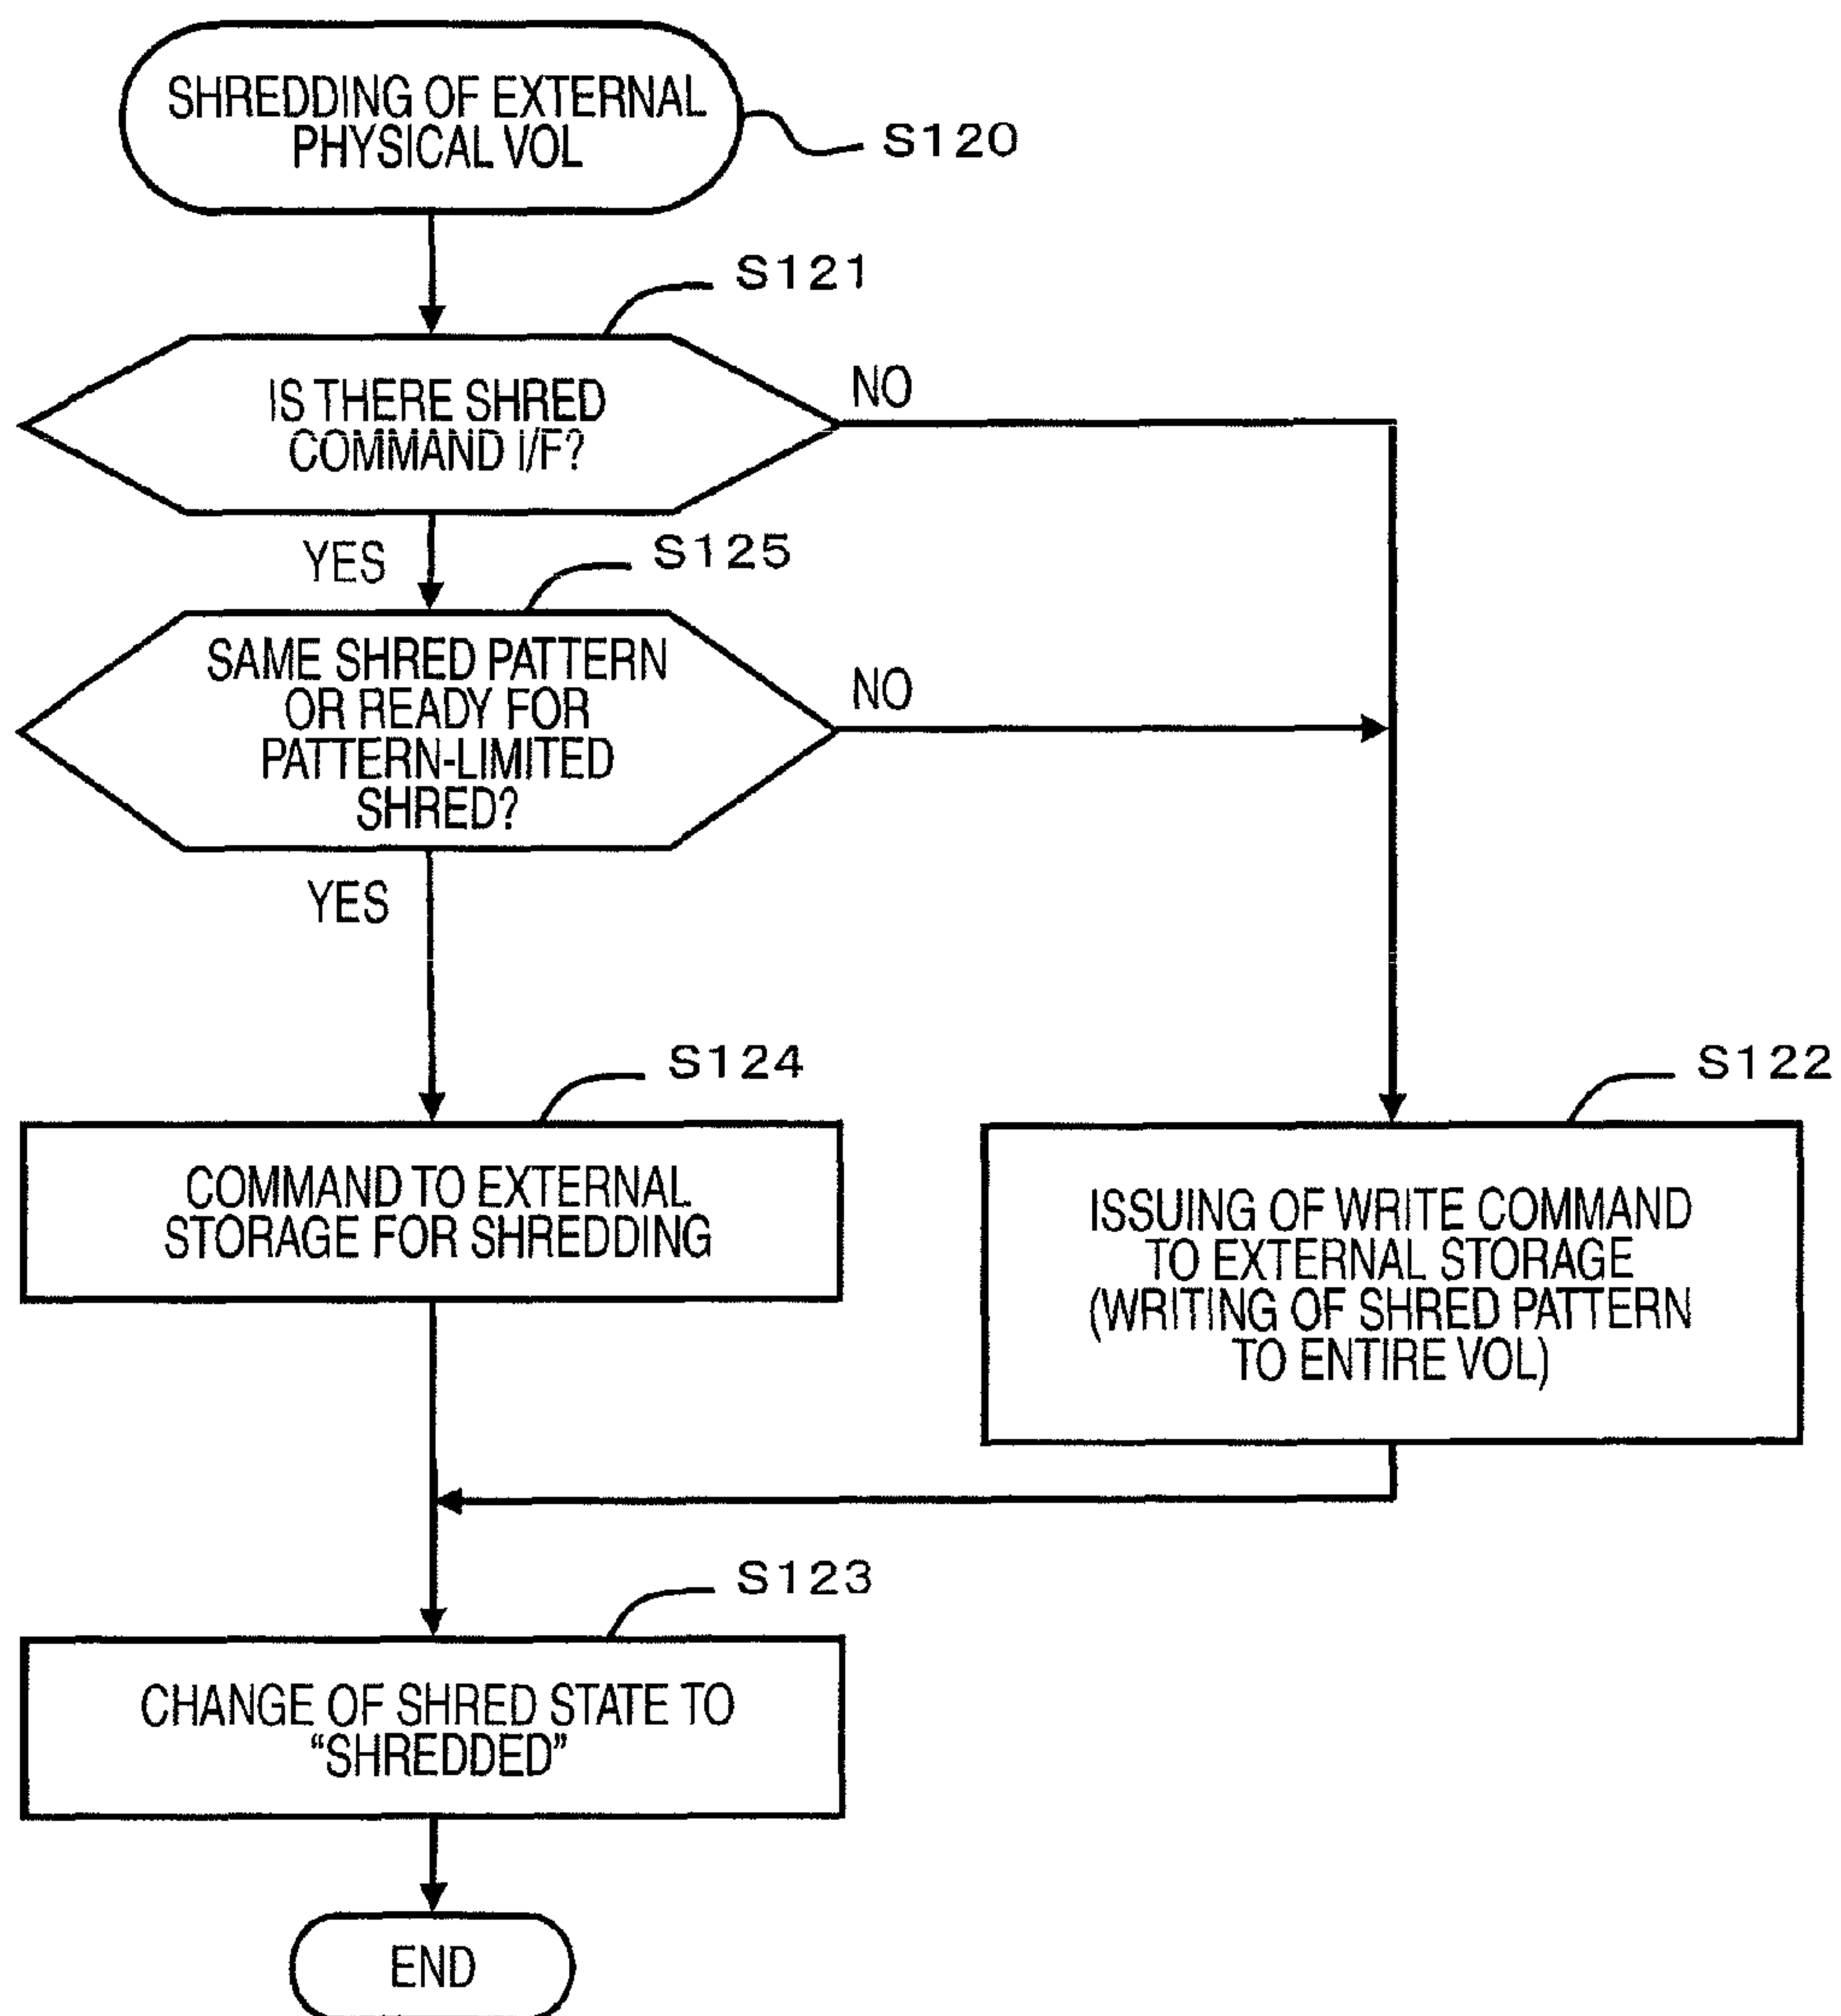 SHREDDING OF EXTERNAL
PHYSICAL VOL
S120
S121
IS THERE SHRED
COMMAND I/F?
NO
YES
S125
SAME SHRED PATTERN
OR READY FOR
PATTERN-LIMITED
SHRED?
NO
YES
S124
COMMAND TO EXTERNAL
STORAGE FOR SHREDDING
S122
ISSUING OF WRITE COMMAND
TO EXTERNAL STORAGE
(WRITING OF SHRED PATTERN
TO ENTIRE VOL)
S123
CHANGE OF SHRED STATE TO
“SHREDDED”
END